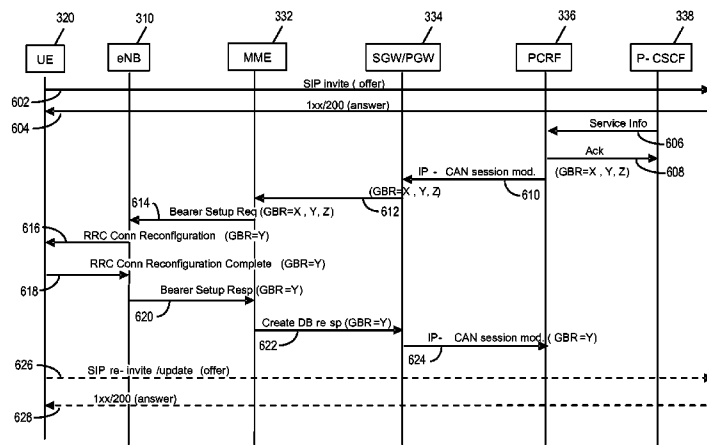 320 310 332 334 336 338
UE eNB MME SGW/PGW PCRF P- CSCF
SIP invite ( offer)
602
1xx/200 (answer)
604
Service Info
606
Ack
608
IP - CAN session mod. (GBR=X , Y, Z)
610
(GBR=X , Y, Z)
612
614
Bearer Setup Req (GBR=X , Y, Z)
616
RRC Conn Reconfiguration (GBR=Y)
RRC Conn Reconfiguration Complete (GBR=Y)
618
Bearer Setup Resp (GBR=Y)
620
Create DB re sp (GBR=Y)
622
IP- CAN session mod. ( GBR=Y)
624
626
SIP re- invite /update (offer)
1xx/200 (answer)
628